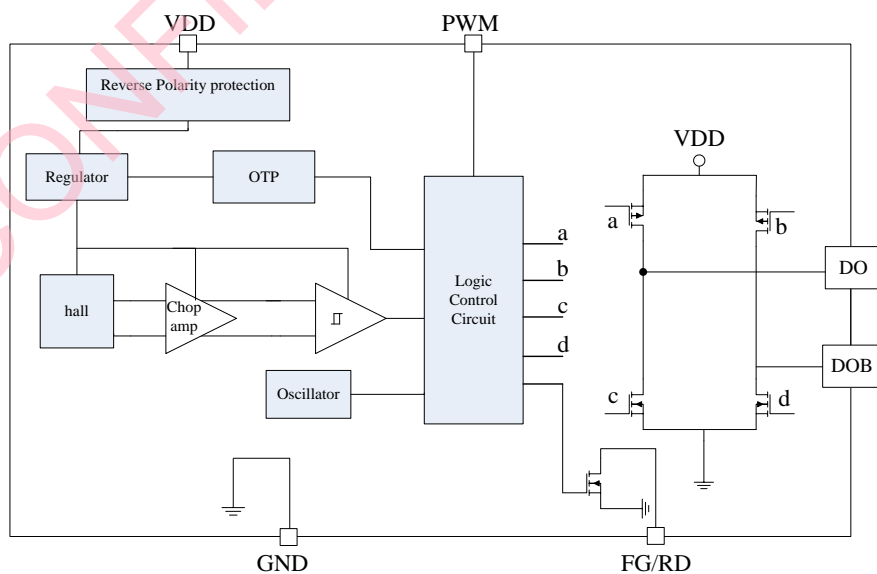 VDD
PWM
Reverse Polarity protection
VDD
Regulator
OTP
a
b
a
DO
b
hall
Chop
amp
Logic
Control
Circuit
c
d
DOB
Oscillator
c
d
GND
FG/RD
CONFI